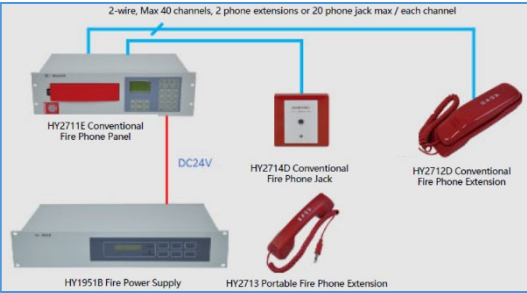 2-wire, Max 40 channels, 2 phone extensions or 20 phone jack max / each channel
HY2711E Conventional
Fire Phone Panel
DC24V
HY2714D Conventional
Fire Phone Jack
HY2712D Conventional
Fire Phone Extension
HY1951B Fire Power Supply
HY2713 Portable Fire Phone Extension